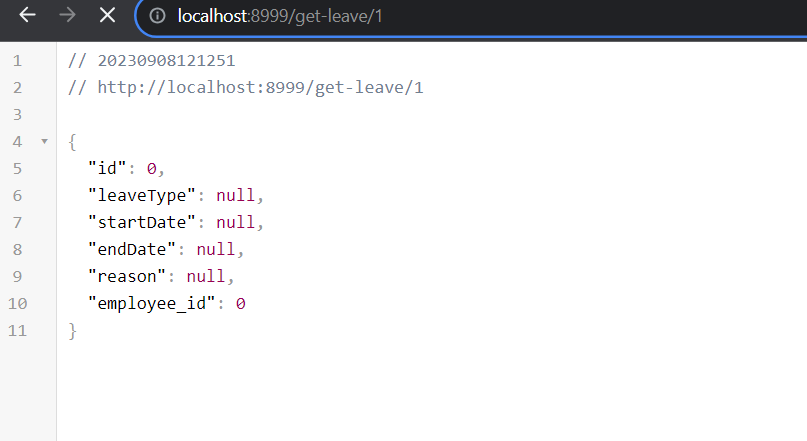 localhost:8999/get-leave/1
1 // 20230908121251
2 // http://localhost:8999/get-leave/1
3
4 {
5 "id": 0,
6 "leaveType": null,
7 "startDate": null,
8 "endDate": null,
9 "reason": null,
10 "employee_id": 0
11 }